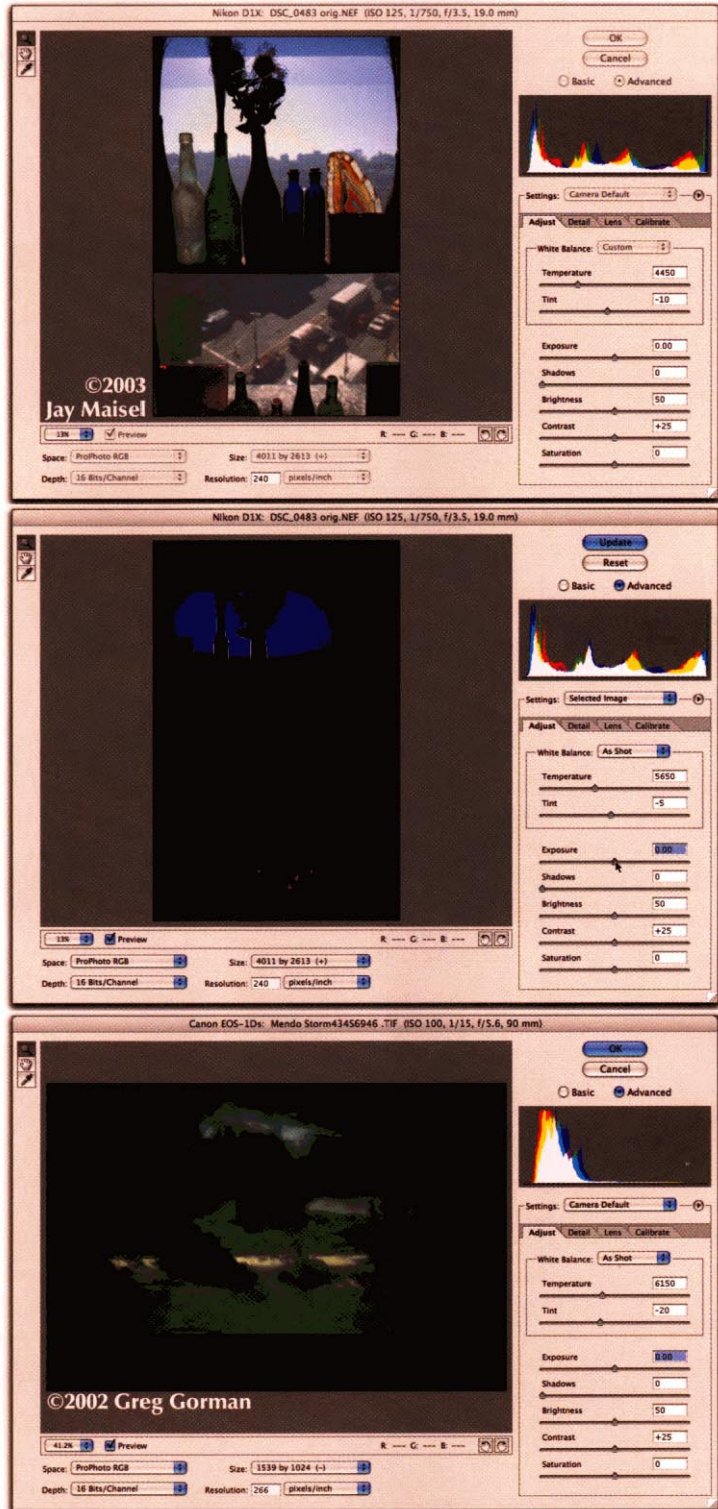 Nikon D1X: DSC_0483 orig.NEF (ISO 125, 1/750, f/3.5, 19.0 mm)
OK
Cancel
Basic Advanced
Settings: Camera Default
Adjust Detail Lens Calibrate
White Balance: Custom
Temperature 4450
Tint -10
Exposure 0.00
Shadows 0
Brightness 50
Contrast +25
Saturation 0
©2003
Jay Maisel
13% Preview R: --- G: --- B: ---
Space: ProPhoto RGB Size: 4011 by 2613 (+)
Depth: 16 Bits/Channel Resolution: 240 pixels/inch
Nikon D1X: DSC_0483 orig.NEF (ISO 125, 1/750, f/3.5, 19.0 mm)
Update
Reset
Basic Advanced
Settings: Selected Image
Adjust Detail Lens Calibrate
White Balance: As Shot
Temperature 5650
Tint -5
Exposure 0.00
Shadows 0
Brightness 50
Contrast +25
Saturation 0
13% Preview R: --- G: --- B: ---
Space: ProPhoto RGB Size: 4011 by 2613 (+)
Depth: 16 Bits/Channel Resolution: 240 pixels/inch
Canon EOS-1Ds: Mendo Storm43456946 .TIF (ISO 100, 1/15, f/5.6, 90 mm)
OK
Cancel
Basic Advanced
Settings: Camera Default
Adjust Detail Lens Calibrate
White Balance: As Shot
Temperature 6150
Tint -20
Exposure 0.00
Shadows 0
Brightness 50
Contrast +25
Saturation 0
©2002 Greg Gorman
41.2% Preview R: --- G: --- B: ---
Space: ProPhoto RGB Size: 1539 by 1024 (-)
Depth: 16 Bits/Channel Resolution: 266 pixels/inch